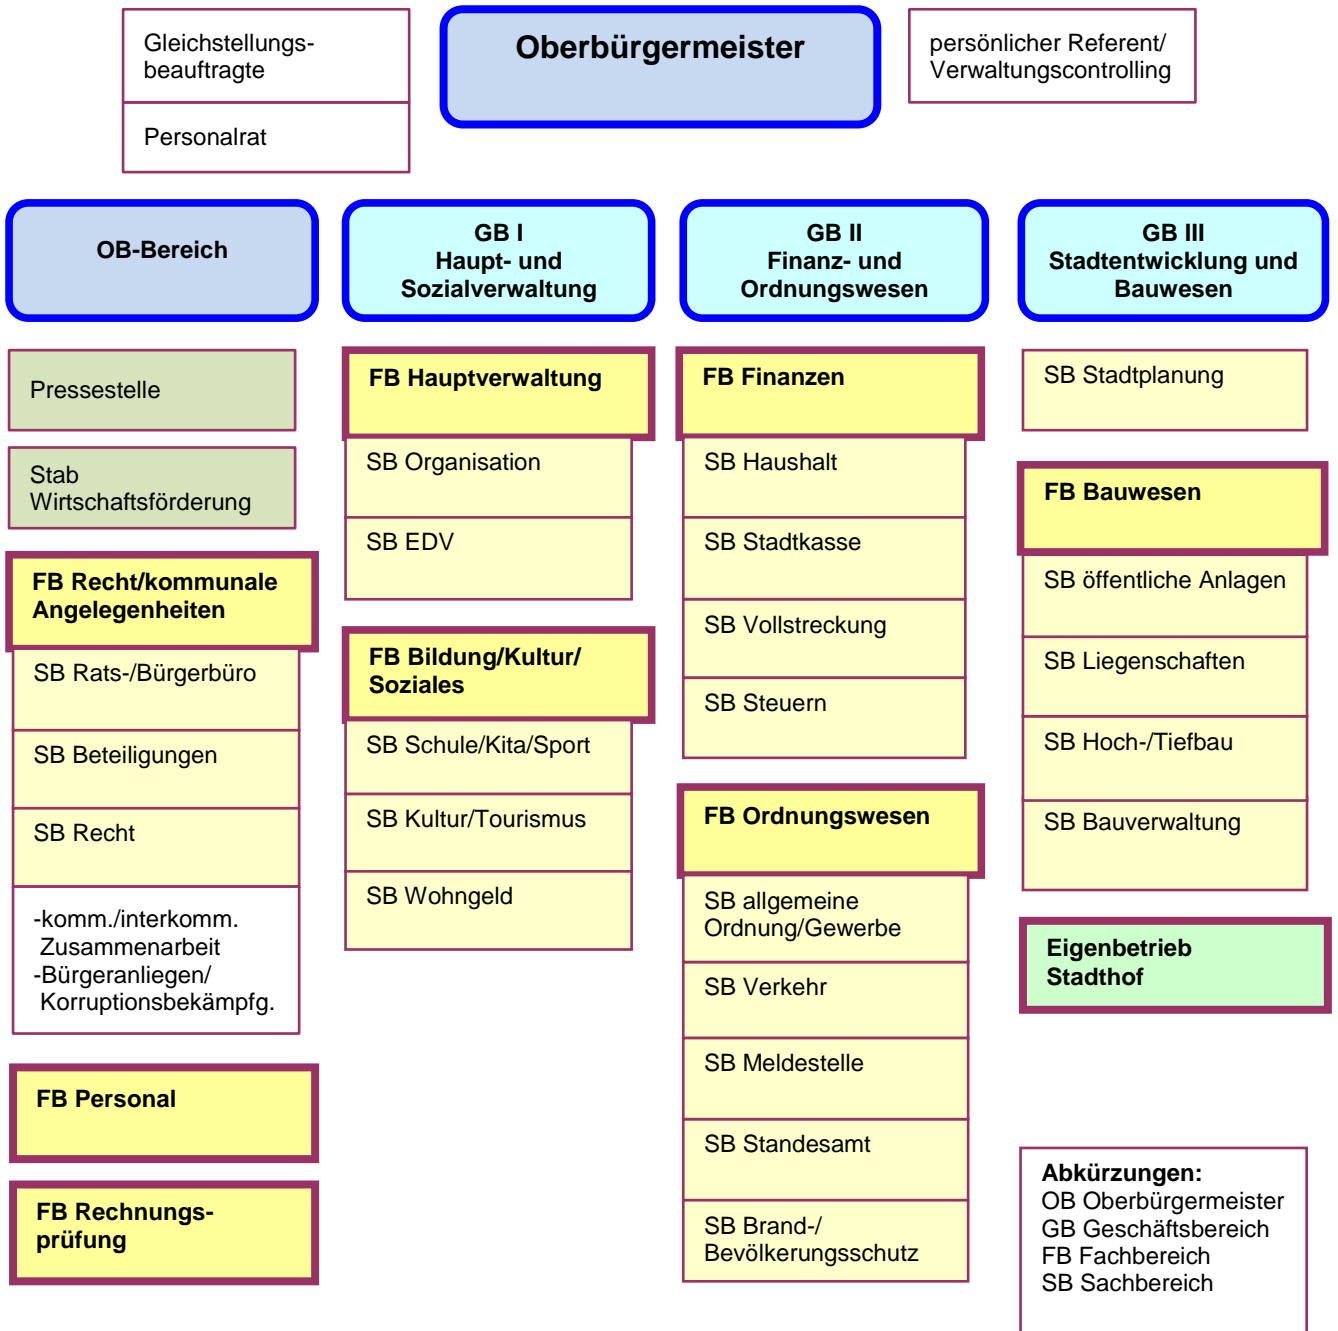 Gleichstellungs-
beauftragte
Personalrat
Oberbürgermeister
persönlicher Referent/
Verwaltungscontrolling
OB-Bereich
Pressestelle
Stab
Wirtschaftsförderung
FB Recht/kommunale
Angelegenheiten
SB Rats-/Bürgerbüro
SB Beteiligungen
SB Recht
-komm./interkomm.
Zusammenarbeit
-Bürgeranliegen/
Korruptionsbekämpfg.
FB Personal
FB Rechnungs-
prüfung
GB I
Haupt- und
Sozialverwaltung
FB Hauptverwaltung
SB Organisation
SB EDV
FB Bildung/Kultur/
Soziales
SB Schule/Kita/Sport
SB Kultur/Tourismus
SB Wohngeld
GB II
Finanz- und
Ordnungswesen
FB Finanzen
SB Haushalt
SB Stadtkasse
SB Vollstreckung
SB Steuern
FB Ordnungswesen
SB allgemeine
Ordnung/Gewerbe
SB Verkehr
SB Meldestelle
SB Standesamt
SB Brand-/
Bevölkerungsschutz
GB III
Stadtentwicklung und
Bauwesen
SB Stadtplanung
FB Bauwesen
SB öffentliche Anlagen
SB Liegenschaften
SB Hoch-/Tiefbau
SB Bauverwaltung
Eigenbetrieb
Stadthof
Abkürzungen:
OB Oberbürgermeister
GB Geschäftsbereich
FB Fachbereich
SB Sachbereich